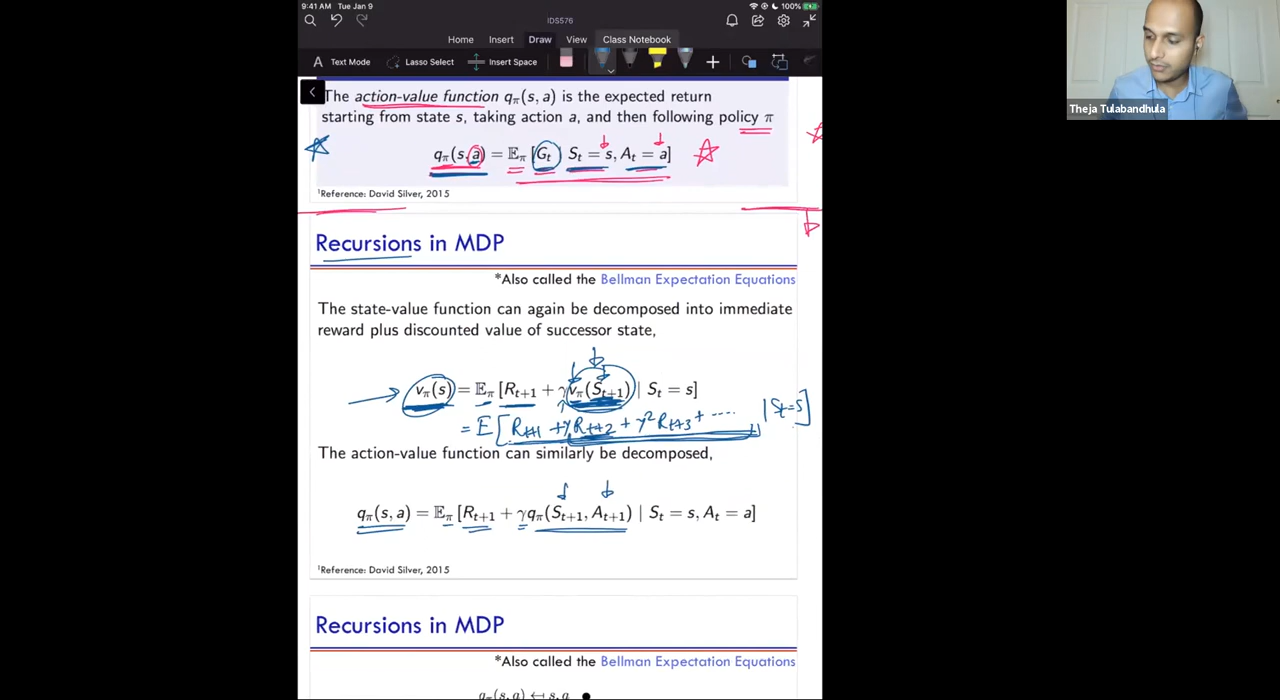 9:41 AM Tue Jan 9
100%
IDS576
Home Insert Draw View Class Notebook
A Text Mode Lasso Select Insert Space
Theja Tulabandhula
The action-value function qπ(s, a) is the expected return
starting from state s, taking action a, and then following policy π
qπ(s, a) = 𝔼π [Gt | St = s, At = a]
¹Reference: David Silver, 2015
Recursions in MDP
*Also called the Bellman Expectation Equations
The state-value function can again be decomposed into immediate
reward plus discounted value of successor state,
vπ(s) = 𝔼π [Rt+1 + γvπ(St+1) | St = s]
= E[Rt+1 + γRt+2 + γ²Rt+3 + .... | St=s]
The action-value function can similarly be decomposed,
qπ(s, a) = 𝔼π [Rt+1 + γqπ(St+1, At+1) | St = s, At = a]
¹Reference: David Silver, 2015
Recursions in MDP
*Also called the Bellman Expectation Equations
qπ(s, a) ↔ s, a